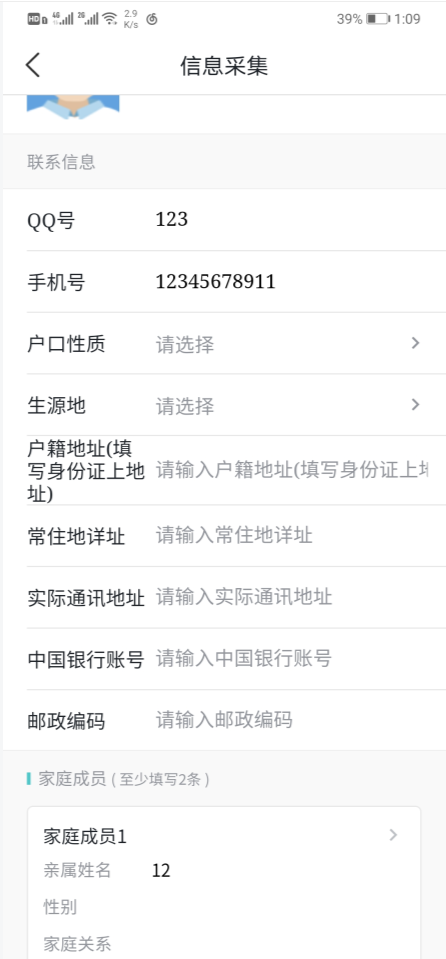 HD 4G 2G 2.9 K/s 39% 1:09
信息采集
联系信息
QQ号 123
手机号 12345678911
户口性质 请选择
生源地 请选择
户籍地址(填
写身份证上地 请输入户籍地址(填写身份证上地
址)
常住地详址 请输入常住地详址
实际通讯地址 请输入实际通讯地址
中国银行账号 请输入中国银行账号
邮政编码 请输入邮政编码
家庭成员 ( 至少填写2条 )
家庭成员1
亲属姓名 12
性别
家庭关系